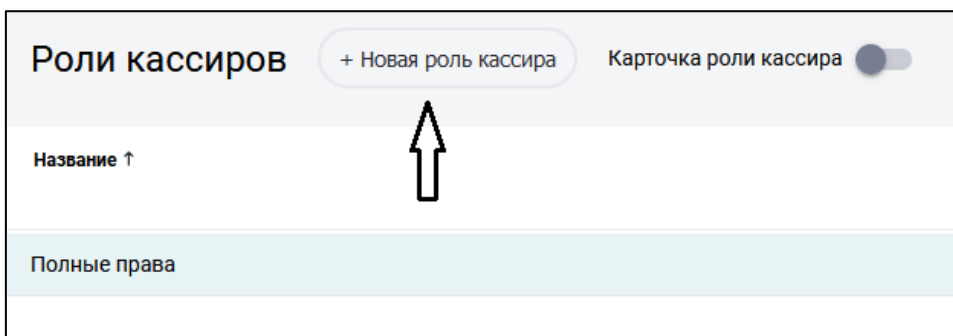 Роли кассиров + Новая роль кассира Карточка роли кассира
Название ↑
Полные права